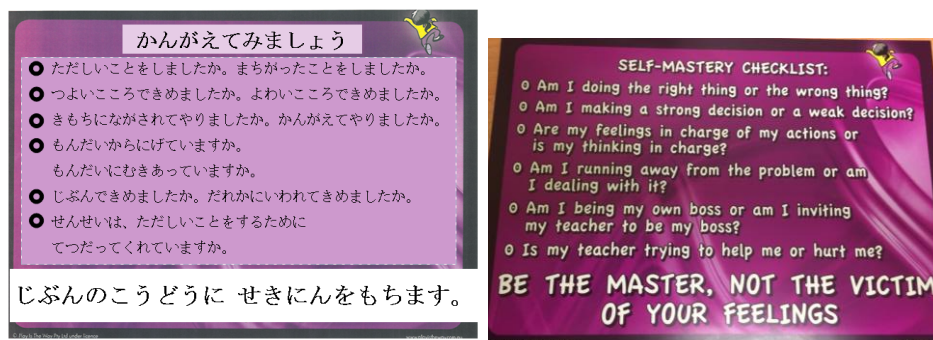 かんがえてみましょう
ただしいことをしましたか。まちがったことをしましたか。
つよいこころできめましたか。よわいこころできめましたか。
きもちにながされてやりましたか。かんがえてやりましたか。
もんだいからにげていますか。
もんだいにむきあっていますか。
じぶんできめましたか。だれかにいわれてきめましたか。
せんせいは、ただしいことをするために
てつだってくれていますか。
じぶんのこうどうに せきにんをもちます。
© Play Is The Way Pty Ltd under licence
SELF-MASTERY CHECKLIST:
Am I doing the right thing or the wrong thing?
Am I making a strong decision or a weak decision?
Are my feelings in charge of my actions or
is my thinking in charge?
Am I running away from the problem or am
I dealing with it?
Am I being my own boss or am I inviting
my teacher to be my boss?
Is my teacher trying to help me or hurt me?
BE THE MASTER, NOT THE VICTIM
OF YOUR FEELINGS